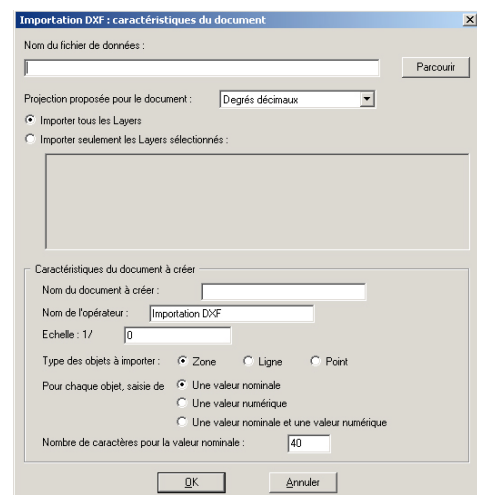 Importation DXF : caractéristiques du document
Nom du fichier de données :
Parcourir
Projection proposée pour le document : Degrés décimaux
Importer tous les Layers
Importer seulement les Layers sélectionnés :
Caractéristiques du document à créer
Nom du document à créer :
Nom de l'opérateur : Importation DXF
Echelle : 1/ 0
Type des objets à importer : Zone Ligne Point
Pour chaque objet, saisie de Une valeur nominale
Une valeur numérique
Une valeur nominale et une valeur numérique
Nombre de caractères pour la valeur nominale : 40
OK Annuler